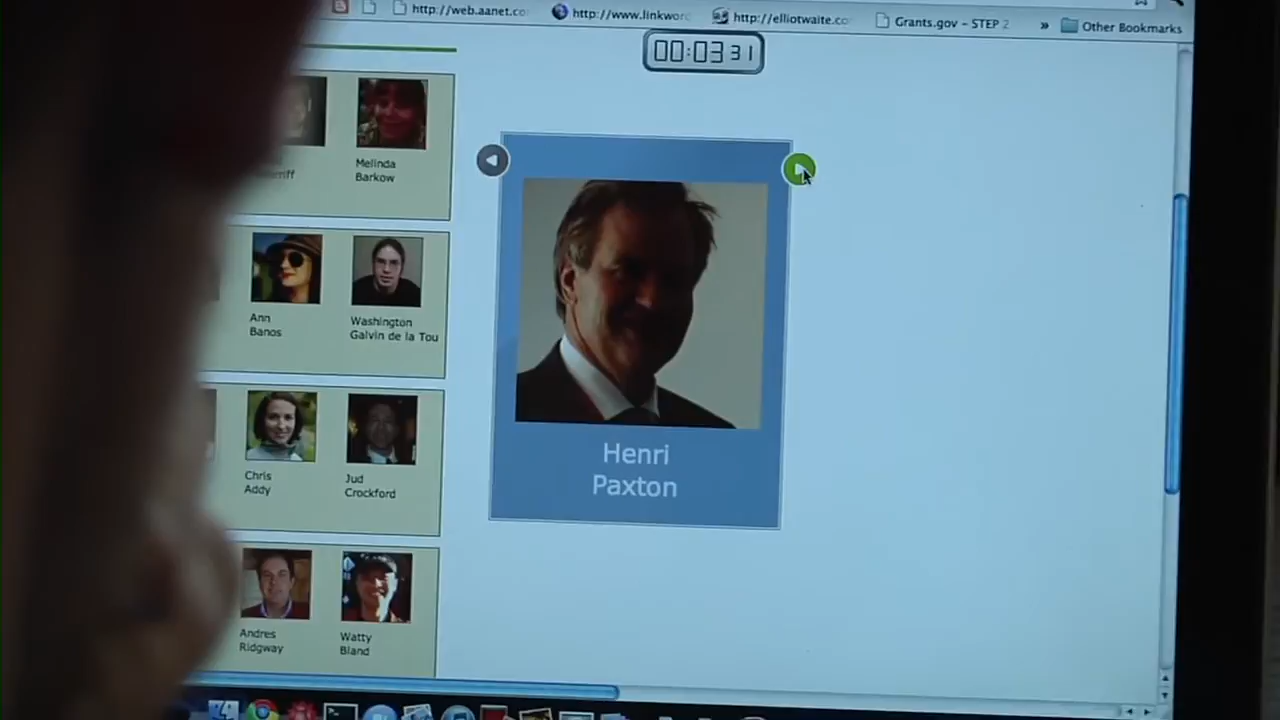 http://web.aanet.co
http://www.linkword
http://elliotwaite.co
Grants.gov – STEP 2
»
Other Bookmarks
00:03 31
Melinda
Barkow
Ann
Banos
Washington
Galvin de la Tou
Henri
Paxton
Chris
Addy
Jud
Crockford
Andres
Ridgway
Watty
Bland